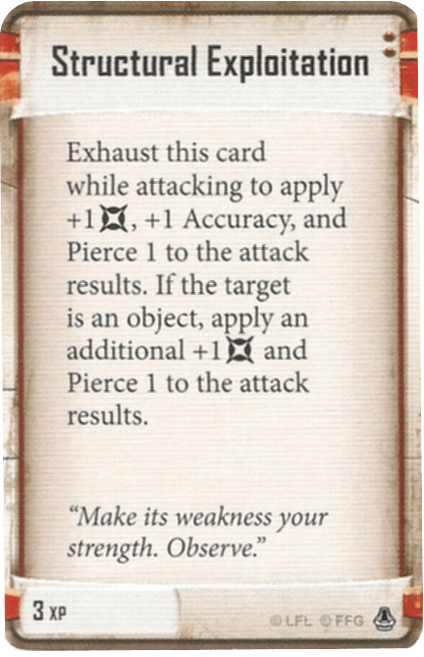 Structural Exploitation
Exhaust this card
while attacking to apply
+1, +1 Accuracy, and
Pierce 1 to the attack
results. If the target
is an object, apply an
additional +1 and
Pierce 1 to the attack
results.
“Make its weakness your
strength. Observe.”
3 XP
© LFL © FFG